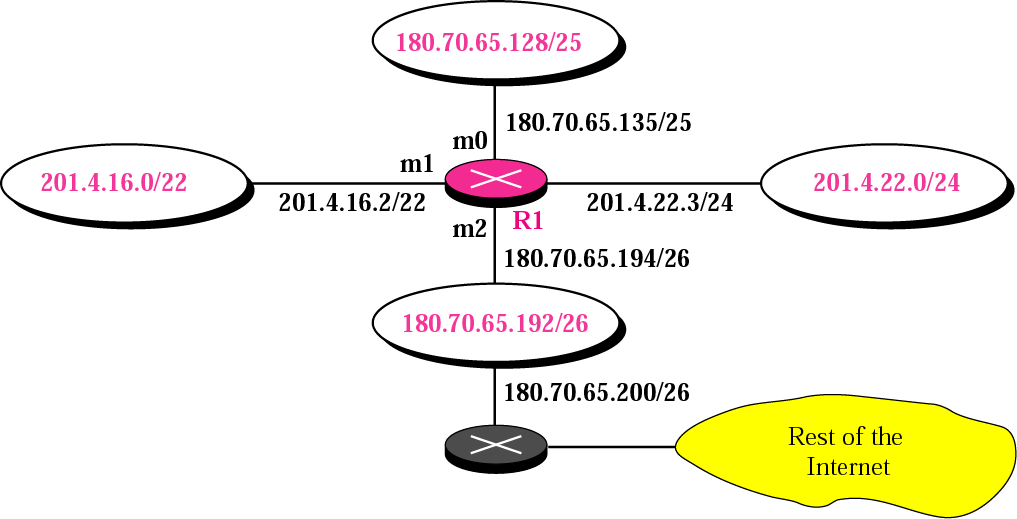 180.70.65.128/25
180.70.65.135/25
m0
m1
201.4.16.0/22
201.4.22.0/24
201.4.16.2/22
201.4.22.3/24
R1
m2
180.70.65.194/26
180.70.65.192/26
180.70.65.200/26
Rest of the
Internet